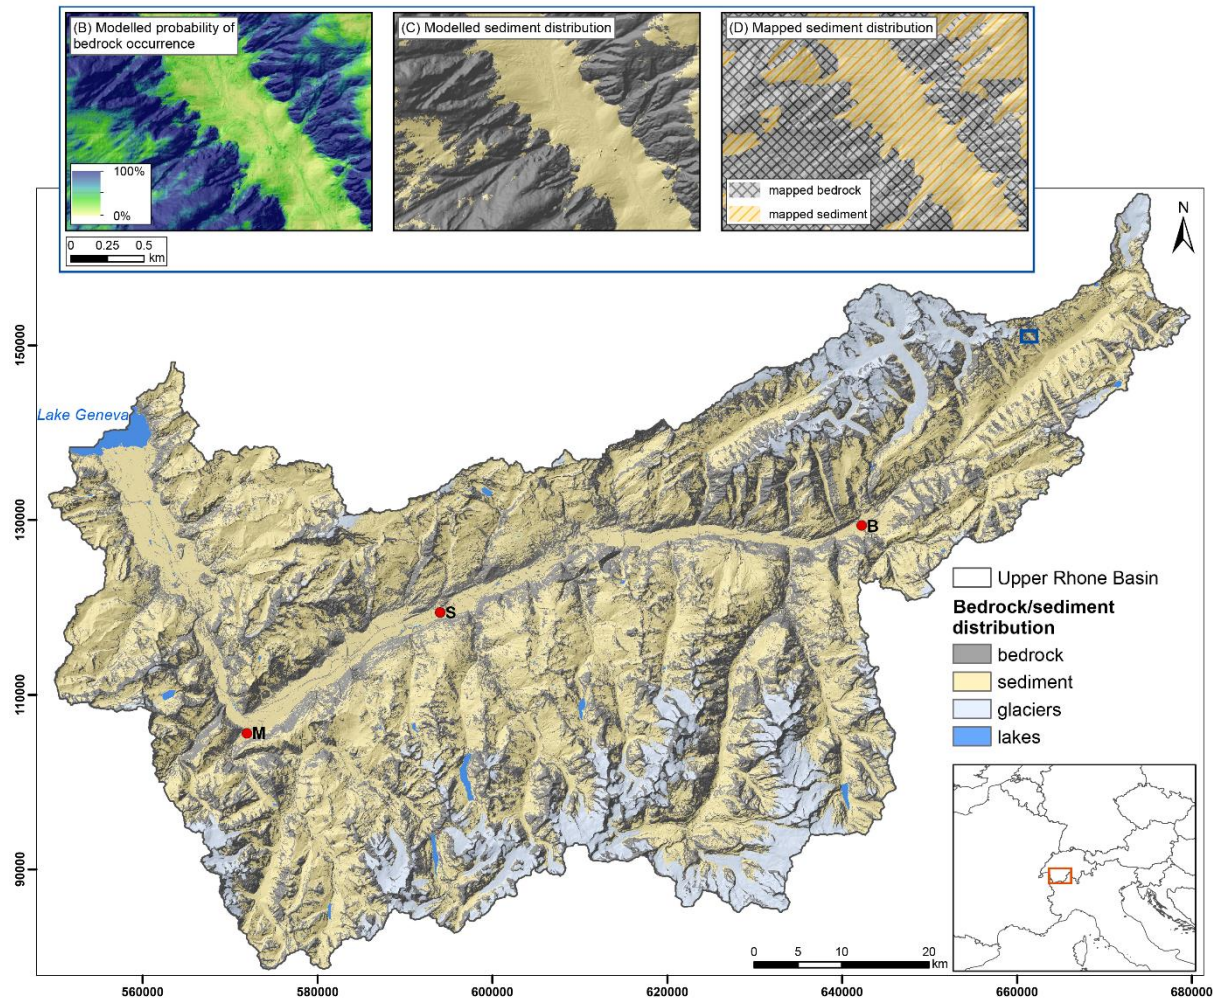 (B) Modelled probability of
bedrock occurrence
100%
0%
0 0.25 0.5
km
(C) Modelled sediment distribution
(D) Mapped sediment distribution
mapped bedrock
mapped sediment
N
Lake Geneva
B
S
M
Upper Rhone Basin
Bedrock/sediment
distribution
bedrock
sediment
glaciers
lakes
0 5 10 20
km
150000
130000
110000
90000
560000 580000 600000 620000 640000 660000 680000